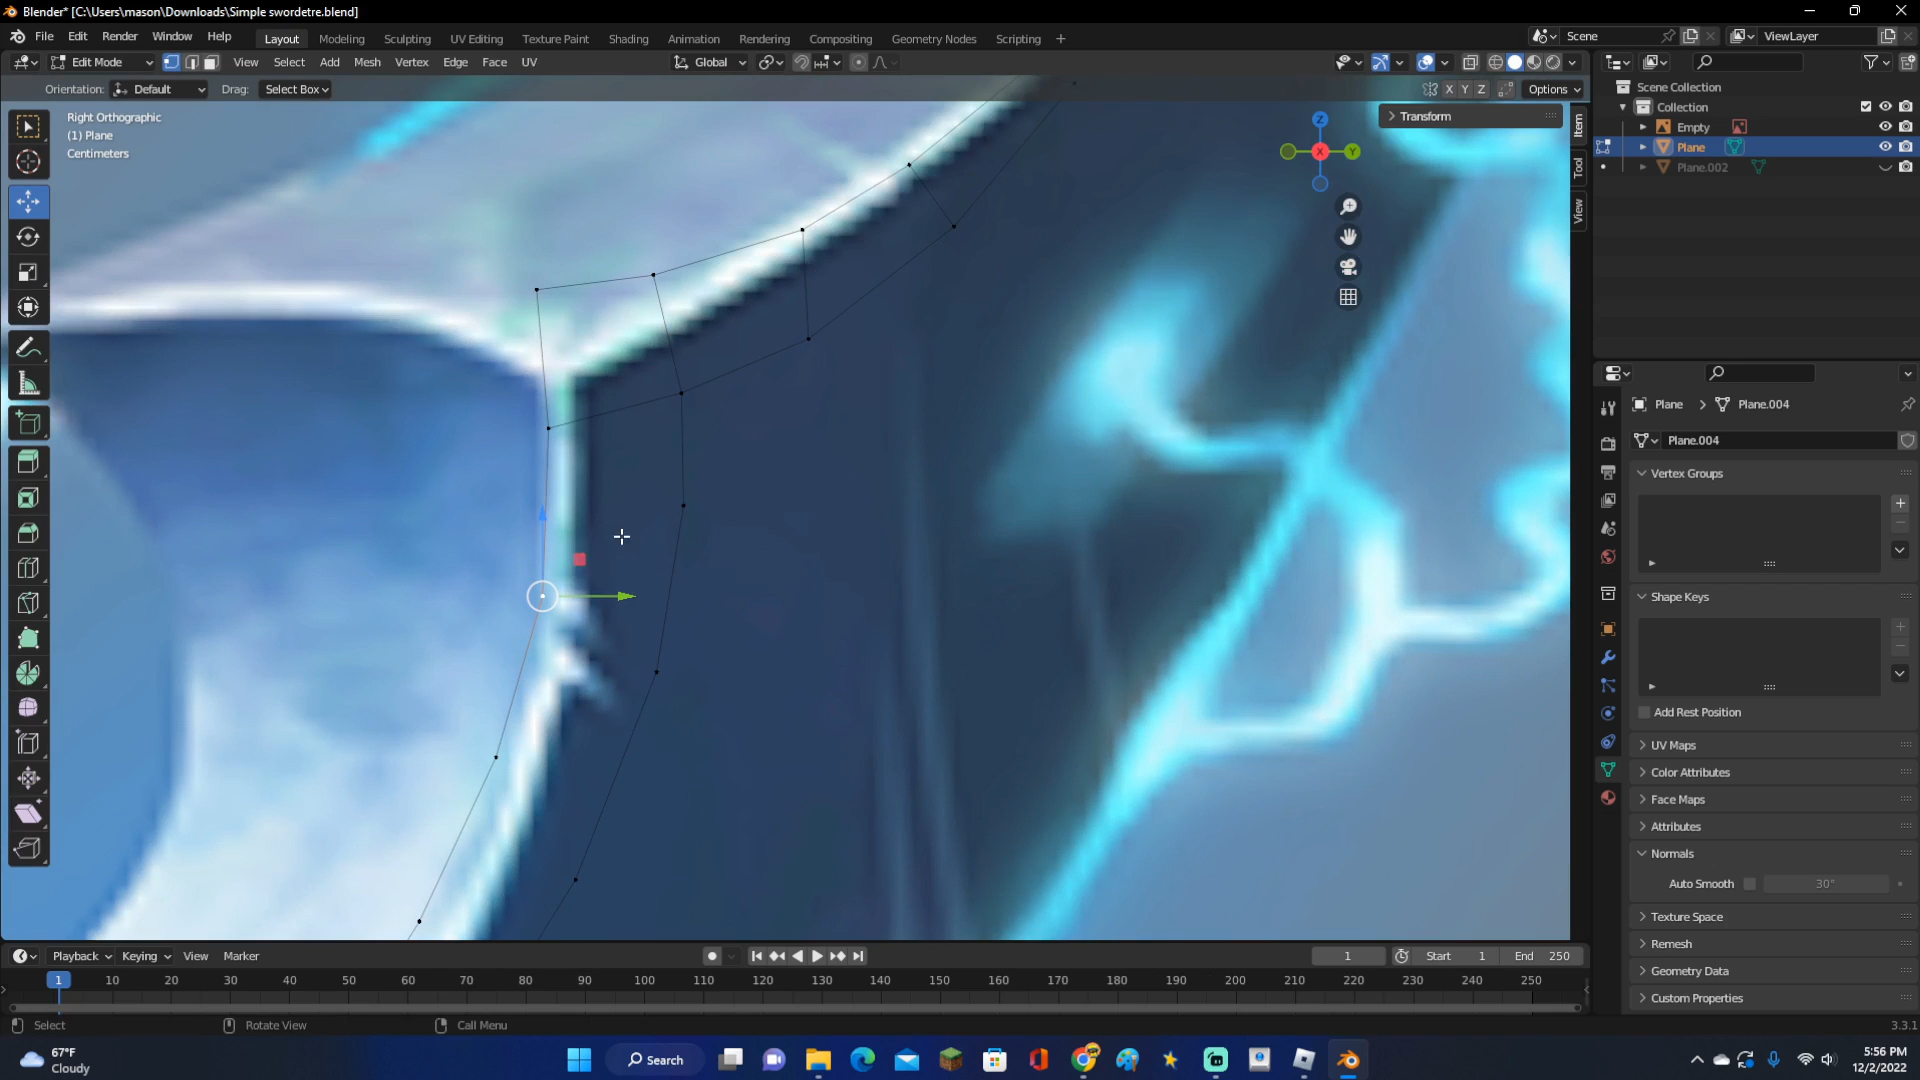 Blender* [C:\Users\mason\Downloads\Simple swordetre.blend]
File Edit Render Window Help Layout Modeling Sculpting UV Editing Texture Paint Shading Animation Rendering Compositing Geometry Nodes Scripting + Scene ViewLayer
Edit Mode View Select Add Mesh Vertex Edge Face UV Global
Orientation: Default Drag: Select Box X Y Z Options
Right Orthographic
(1) Plane
Centimeters
Transform
Item
Tool
View
Z
X
Y
Scene Collection
Collection
Empty
Plane
Plane.002
Plane > Plane.004
Plane.004
Vertex Groups
Shape Keys
Add Rest Position
UV Maps
Color Attributes
Face Maps
Attributes
Normals
Auto Smooth 30°
Texture Space
Remesh
Geometry Data
Custom Properties
Playback Keying View Marker 1 Start 1 End 250
1 10 20 30 40 50 60 70 80 90 100 110 120 130 140 150 160 170 180 190 200 210 220 230 240 250
Select Rotate View Call Menu 3.3.1
67°F
Cloudy
Search
5:56 PM
12/2/2022